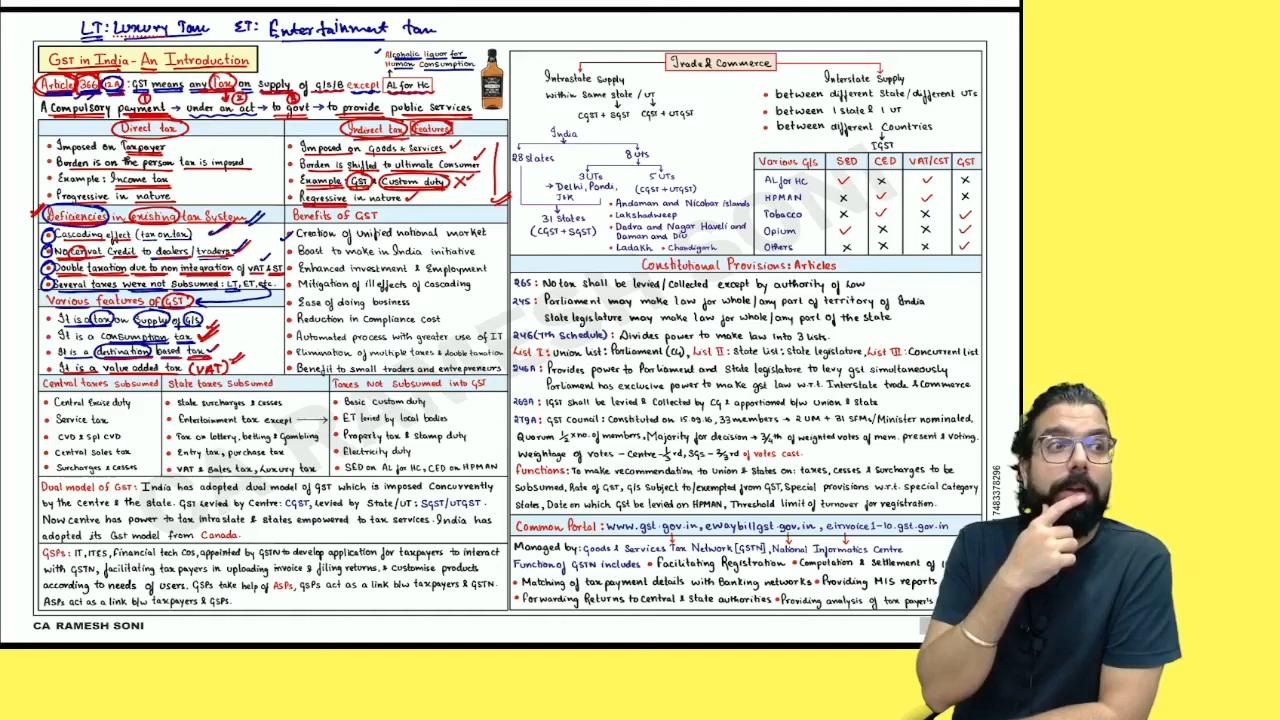 LT: Luxury Tax ET: Entertainment tax
GST in India - An Introduction
Alcoholic liquor for
Human Consumption
Article 366 12A: GST means any Tax on supply of g/s/B except AL for HC
① ② ③
A Compulsory payment → under an act → to govt → to provide public services
Direct tax
Imposed on Taxpayer
Burden is on the person tax is imposed
Example: Income tax
Progressive in nature
Indirect tax features
Imposed on Goods & Services
Burden is shifted to ultimate Consumer
Example GST & Custom duty
Regressive in nature
Deficiencies in existing tax System
Cascading effect (tax on tax)
No cenvat Credit to dealers/traders
Double taxation due to non integration of VAT & ST
Several taxes were not Subsumed: LT, ET, etc.
Various features of GST
It is a tax on Supply of G/s
It is a consumption tax
It is a destination based tax
It is a value added tax (VAT)
Benefits of GST
Creation of unified national market
Boost to make in India initiative
Enhanced investment & Employment
Mitigation of ill effects of cascading
Ease of doing business
Reduction in Compliance cost
Automated process with greater use of IT
Elimination of multiple taxes & double taxation
Benefit to small traders and entrepreneurs
Central taxes subsumed
Central Excise duty
Service tax
CVD & Spl CVD
Central Sales tax
Surcharges & cesses
State taxes subsumed
State surcharges & cesses
Entertainment tax except
Tax on lottery, betting & Gambling
Entry tax, purchase tax
VAT & Sales tax, Luxury tax
Taxes Not Subsumed into GST
Basic Custom duty
ET levied by local bodies
Property tax & Stamp duty
Electricity duty
SED on AL for HC, CED on HPMAN
Dual model of GST: India has adopted dual model of GST which is imposed Concurrently
by the centre & the state. GST Levied by Centre: CGST, Levied by State/UT: SGST/UTGST.
Now centre has power to tax intrastate & states empowered to tax services. India has
adopted its GST model from Canada.
GSPs: IT, ITES, Financial tech COs, appointed by GSTN to develop application for taxpayers to interact
with GSTN, facilitating tax payers in uploading invoice & filing returns, & Customise products
according to needs of users. GSPs take help of ASPs, GSPs act as a link b/w taxpayers & GSTN.
ASPs act as a link b/w taxpayers & GSPs.
CA RAMESH SONI
Trade & Commerce
Intrastate Supply
within Same state / UT
CGST + SGST CGST + UTGST
Interstate Supply
between different State/different UTs
between 1 state & 1 UT
between different Countries
IGST
India
28 States 8 UTs
3 UTs 5 UTs
Delhi, Pondi, (CGST + UTGST)
J&K
31 States
(CGST + SGST)
Andaman and Nicobar islands
Lakshadweep
Dadra and Nagar Haveli and
Daman and Diu
Ladakh • Chandigarh
Various G/s SED CED VAT/CST GST
AL for HC ✓ × ✓ ×
HPMAN × ✓ ✓ ×
Tobacco × ✓ × ✓
Opium ✓ × × ✓
Others × × × ✓
Constitutional Provisions: Articles
265: No tax shall be levied/Collected except by authority of Law
245: Parliament may make law for whole/any part of territory of India
State legislature may make law for whole/any part of the state
246 (7th Schedule): Divides power to make law into 3 lists.
List I: Union list: Parliament (CG), List II: State List: State legislature, List III: Concurrent list
246A: Provides power to Parliament and State legislature to levy gst simultaneously
Parliament has exclusive power to make gst law w.r.t. Interstate trade & Commerce
269A: IGST shall be levied & Collected by CG & apportioned b/w Union & State
279A: GST Council: Constituted on 15.09.16, 33 members → 2 UM + 31 SFMs/Minister nominated,
Quorum ½ x no. of members, Majority for decision → 3/4th of weighted votes of mem. present & Voting.
Weightage of Votes - Centre - 1/3rd, SGs - 2/3rd of votes cast.
Functions: To make recommendation to Union & States on: taxes, cesses & Surcharges to be
Subsumed, Rate of GST, G/s Subject to/exempted from GST, Special provisions w.r.t. special Category
States, Date on which GST be levied on HPMAN, Threshold limit of turnover for registration.
Common Portal: www.gst.gov.in, ewaybillgst.gov.in, einvoice1-10.gst.gov.in
Managed by: Goods & Services Tax Network [GSTN], National Informatics Centre
Function of GSTN includes • Facilitating Registration • Computation & Settlement of
Matching of tax payment details with Banking networks • Providing MIS reports
Forwarding Returns to Central & State authorities • Providing analysis of tax payer's
7483378296